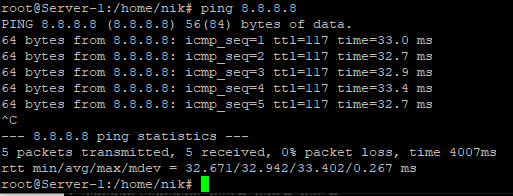 root@Server-1:/home/nik# ping 8.8.8.8
PING 8.8.8.8 (8.8.8.8) 56(84) bytes of data.
64 bytes from 8.8.8.8: icmp_seq=1 ttl=117 time=33.0 ms
64 bytes from 8.8.8.8: icmp_seq=2 ttl=117 time=32.7 ms
64 bytes from 8.8.8.8: icmp_seq=3 ttl=117 time=32.9 ms
64 bytes from 8.8.8.8: icmp_seq=4 ttl=117 time=33.4 ms
64 bytes from 8.8.8.8: icmp_seq=5 ttl=117 time=32.7 ms
^C
--- 8.8.8.8 ping statistics ---
5 packets transmitted, 5 received, 0% packet loss, time 4007ms
rtt min/avg/max/mdev = 32.671/32.942/33.402/0.267 ms
root@Server-1:/home/nik#